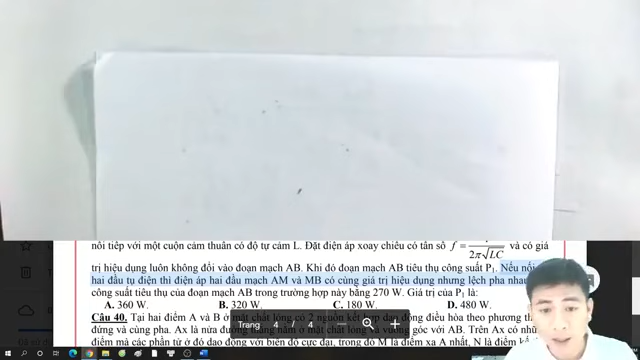 nối tiếp với một cuộn cảm thuần có độ tự cảm L. Đặt điện áp xoay chiều có tần số f = 1/2π√LC và có giá
trị hiệu dụng luôn không đổi vào đoạn mạch AB. Khi đó đoạn mạch AB tiêu thụ công suất P₁. Nếu nối
hai đầu tụ điện thì điện áp hai đầu mạch AM và MB có cùng giá trị hiệu dụng nhưng lệch pha nhau
công suất tiêu thụ của đoạn mạch AB trong trường hợp này bằng 270 W. Giá trị của P₁ là:
A. 360 W. B. 320 W. C. 180 W. D. 480 W.
Câu 40. Tại hai điểm A và B ở mặt chất lỏng có 2 nguồn kết hợp dao động điều hòa theo phương
đứng và cùng pha. Ax là nửa đường thẳng nằm ở mặt chất lỏng và vuông góc với AB. Trên Ax có
điểm mà các phần tử ở đó dao động với biên độ cực đại, trong đó M là điểm xa A nhất, N là điểm
Trang 4 / 4